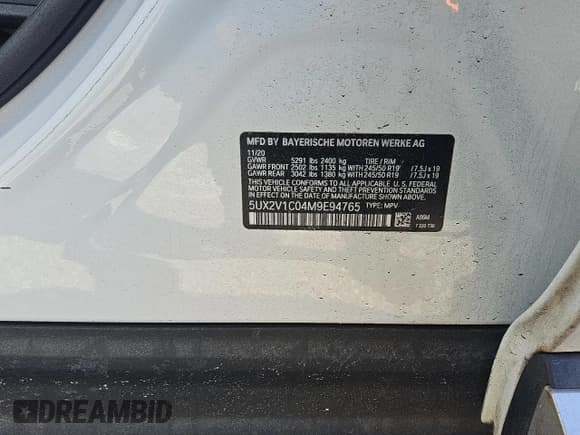 MFD BY BAYERISCHE MOTOREN WERKE AG
11/20
GVWR 5291 lbs 2400 kg TIRE / RIM
GAWR FRONT 2502 lbs 1135 kg WITH 245/50 R19 /7.5J x 19
GAWR REAR 3042 lbs 1380 kg WITH 245/50 R19 /7.5J x 19
THIS VEHICLE CONFORMS TO ALL APPLICABLE U.S. FEDERAL
MOTOR VEHICLE SAFETY AND THEFT PREVENTION STANDARDS
IN EFFECT ON THE DATE OF MANUFACTURE SHOWN ABOVE.
5UX2V1C04M9E94765 TYPE: MPV
DREAMBID